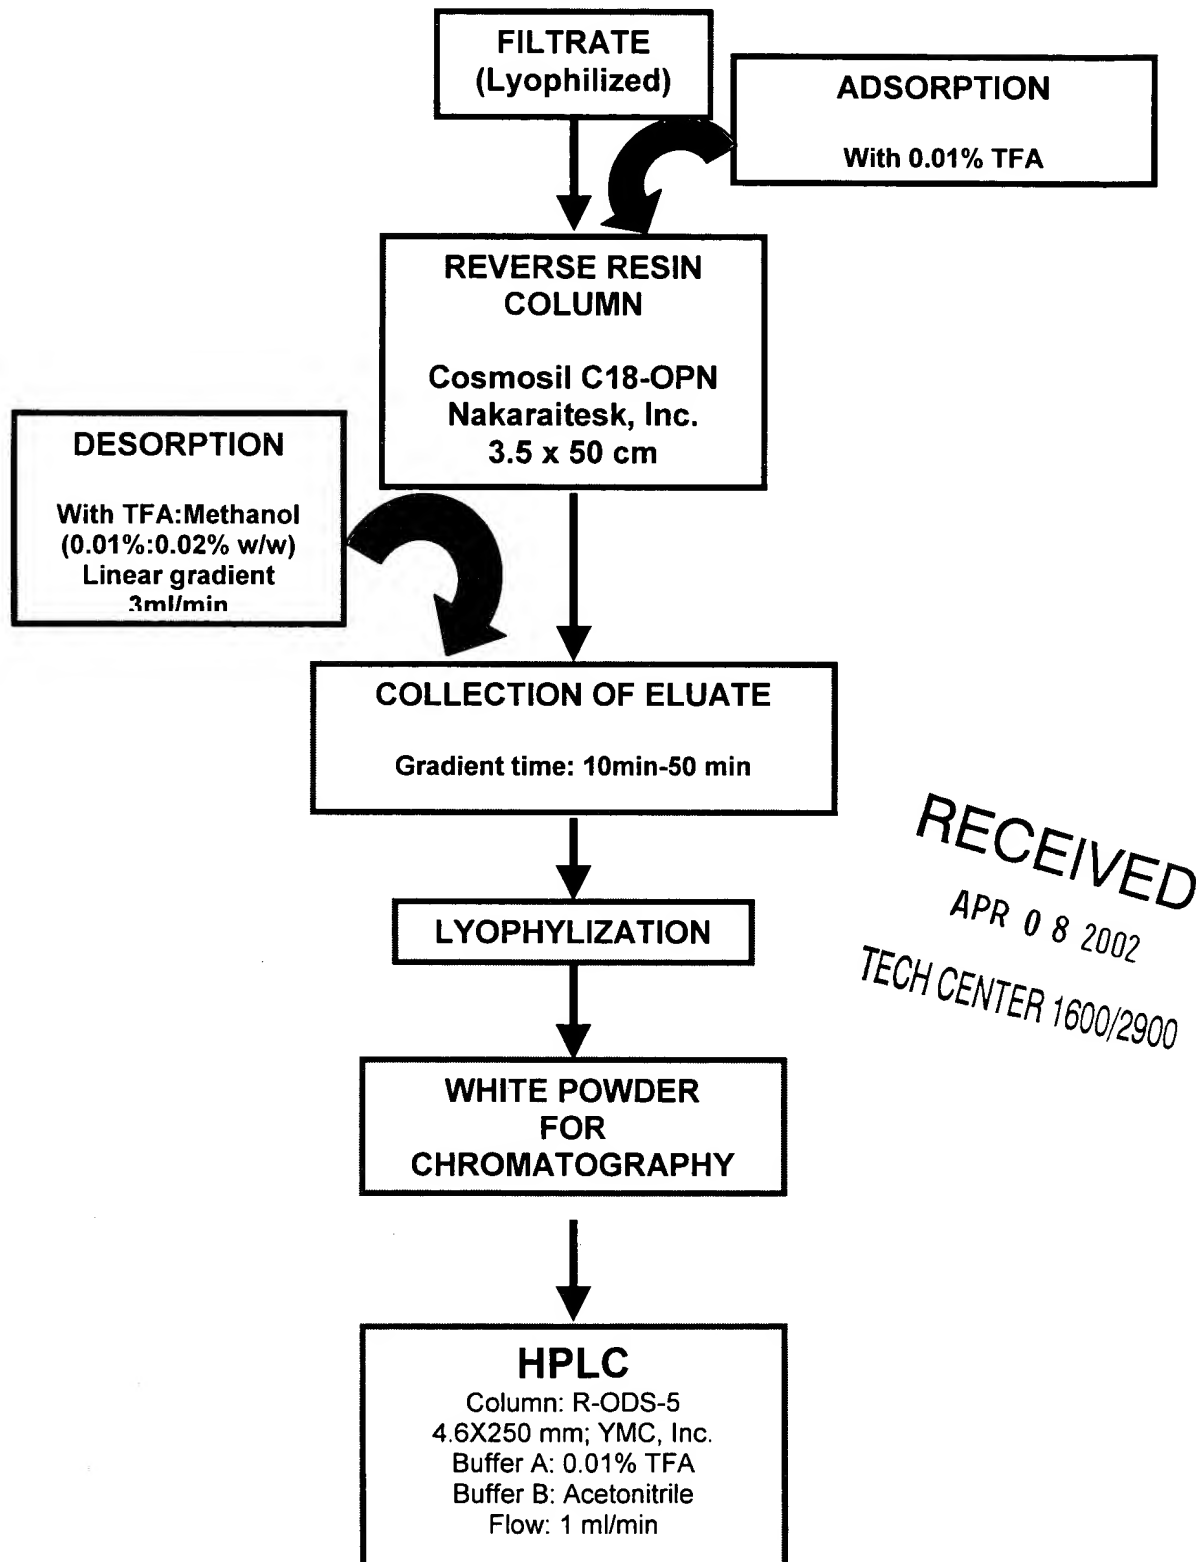 FILTRATE
(Lyophilized)
ADSORPTION
With 0.01% TFA
REVERSE RESIN
COLUMN
Cosmosil C18-OPN
Nakaraitesk, Inc.
3.5 x 50 cm
DESORPTION
With TFA:Methanol
(0.01%:0.02% w/w)
Linear gradient
3ml/min
COLLECTION OF ELUATE
Gradient time: 10min-50 min
RECEIVED
APR 0 8 2002
TECH CENTER 1600/2900
LYOPHYLIZATION
WHITE POWDER
FOR
CHROMATOGRAPHY
HPLC
Column: R-ODS-5
4.6X250 mm; YMC, Inc.
Buffer A: 0.01% TFA
Buffer B: Acetonitrile
Flow: 1 ml/min